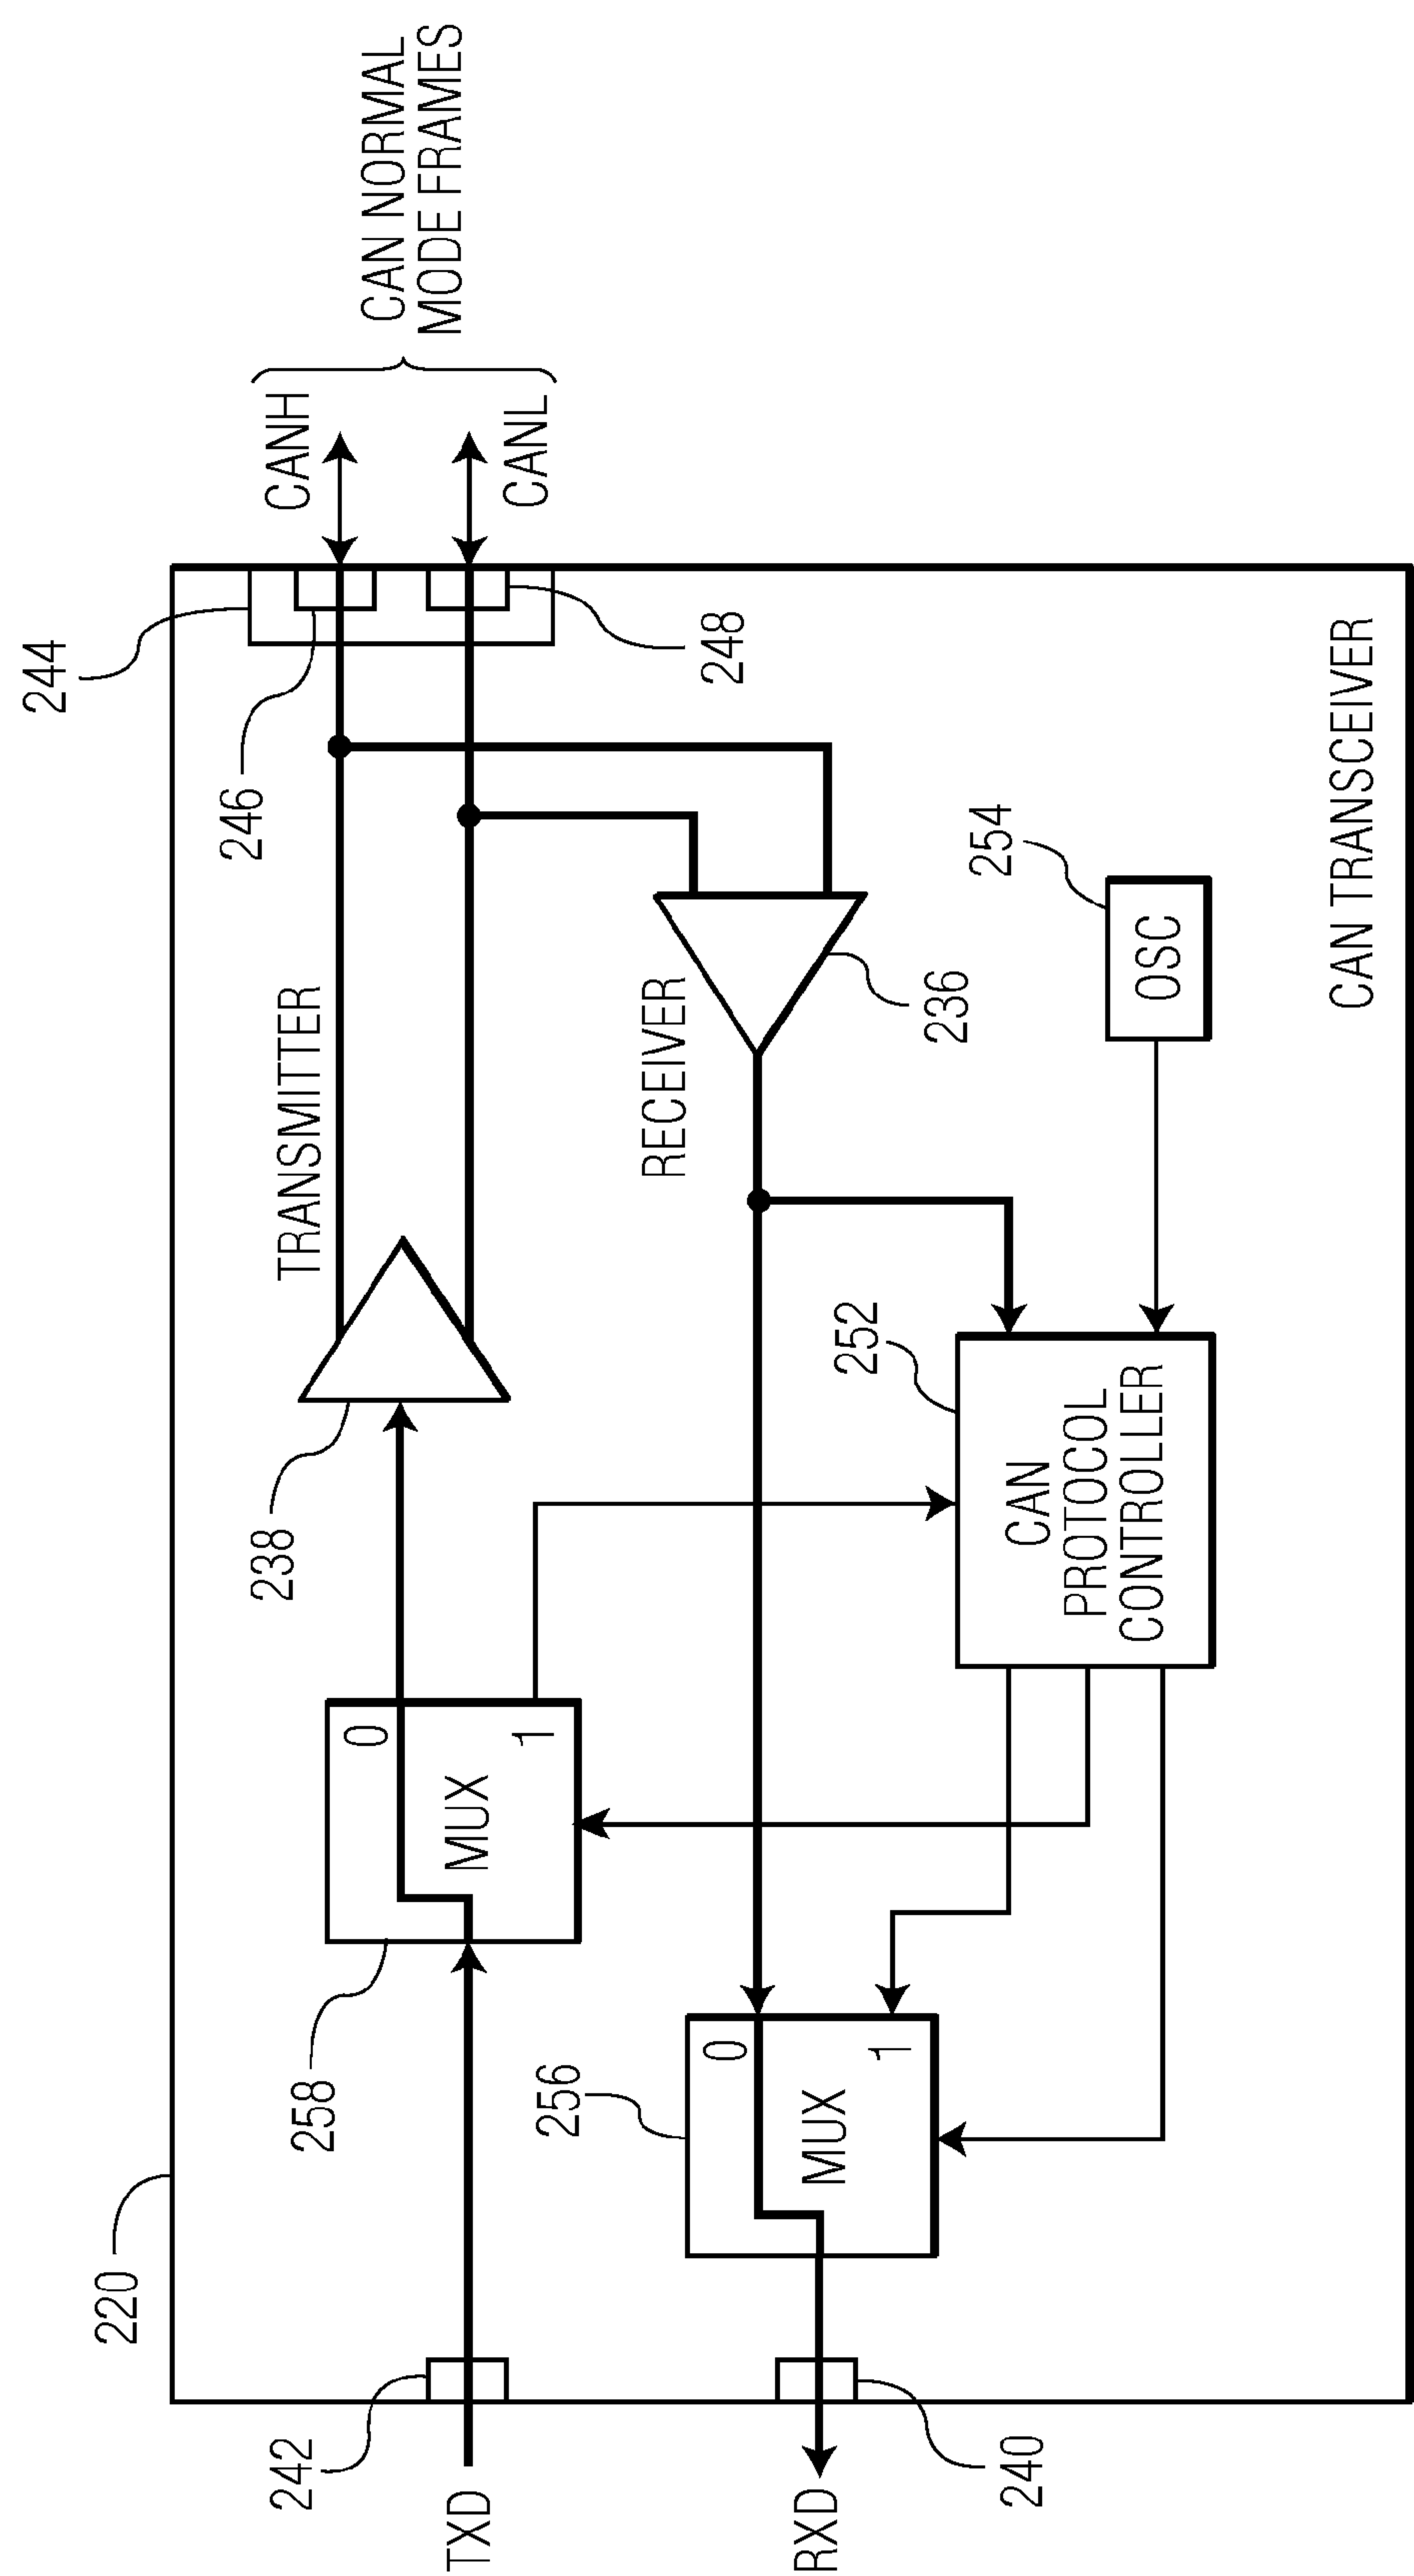 220
244
CANH
CAN NORMAL
MODE FRAMES
246
TRANSMITTER
238
258
0
MUX
1
242
TXD
CANL
248
RECEIVER
236
256
0
MUX
1
240
RXD
252
CAN
PROTOCOL
CONTROLLER
254
OSC
CAN TRANSCEIVER